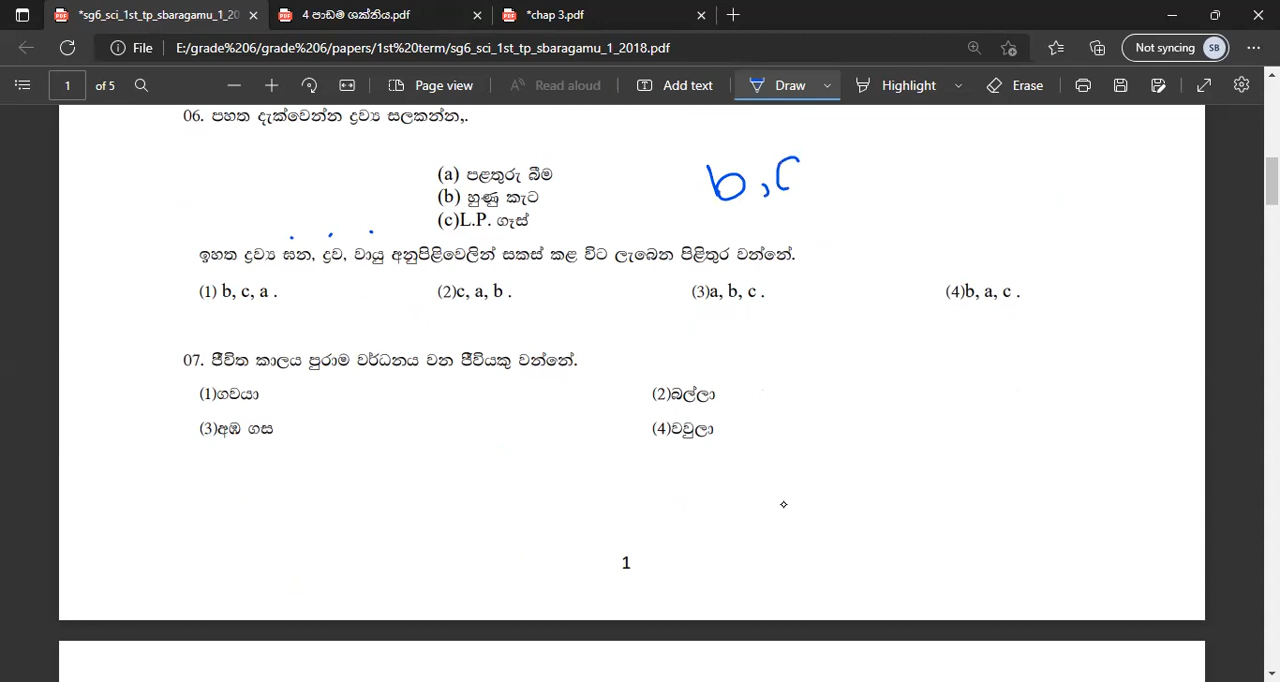 *sg6_sci_1st_tp_sbaragamu_1_20
4 පාඩම ශක්තිය.pdf
*chap 3.pdf
File
E:/grade%206/grade%206/papers/1st%20term/sg6_sci_1st_tp_sbaragamu_1_2018.pdf
Not syncing SB
1 of 5
Page view
Read aloud
Add text
Draw
Highlight
Erase
06. පහත දැක්වෙන්න ද්‍රව්‍ය සලකන්න,.
(a) පළතුරු බීම
(b) හුණු කැට
(c)L.P. ගෑස්
b,c
ඉහත ද්‍රව්‍ය ඝන, ද්‍රව, වායු අනුපිළිවෙලින් සකස් කළ විට ලැබෙන පිළිතුර වන්නේ.
(1) b, c, a . (2)c, a, b . (3)a, b, c . (4)b, a, c .
07. ජීවිත කාලය පුරාම වර්ධනය වන ජීවියකු වන්නේ.
(1)ගවයා (2)බල්ලා
(3)අඹ ගස (4)වවුලා
1